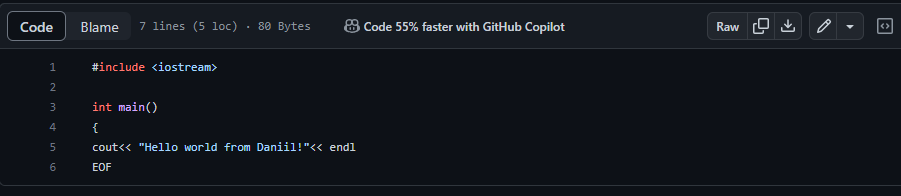 Code Blame 7 lines (5 loc) · 80 Bytes Code 55% faster with GitHub Copilot Raw
1 #include <iostream>
2
3 int main()
4 {
5 cout<< "Hello world from Daniil!"<< endl
6 EOF